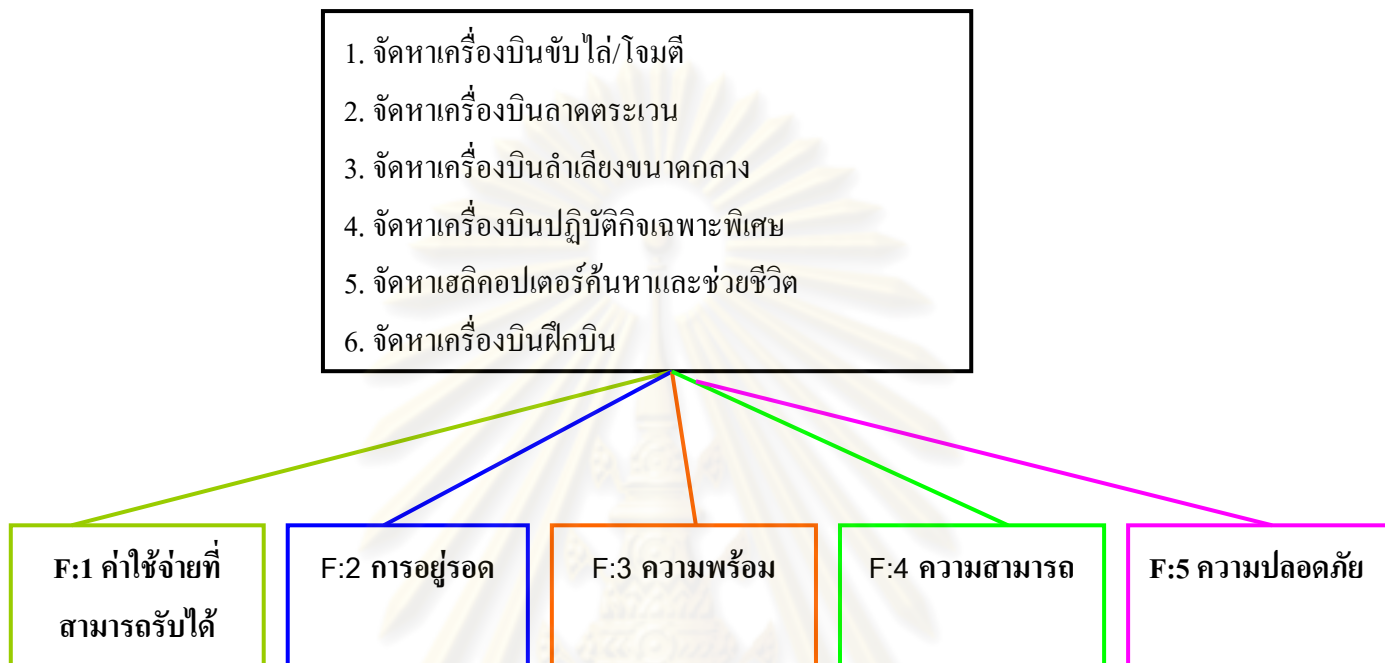 1. จัดหาเครื่องบินขับไล่/โจมตี
2. จัดหาเครื่องบินลาดตระเวน
3. จัดหาเครื่องบินลำเลียงขนาดกลาง
4. จัดหาเครื่องบินปฏิบัติกิจเฉพาะพิเศษ
5. จัดหาเฮลิคอปเตอร์ค้นหาและช่วยชีวิต
6. จัดหาเครื่องบินฝึกบิน
F:1 ค่าใช้จ่ายที่
สามารถรับได้
F:2 การอยู่รอด
F:3 ความพร้อม
F:4 ความสามารถ
F:5 ความปลอดภัย